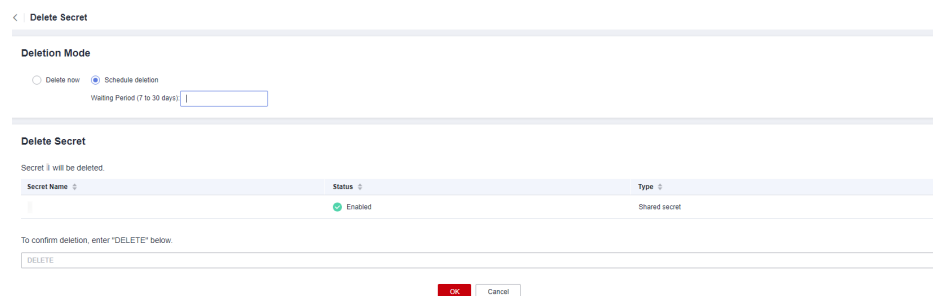 Delete Secret
Deletion Mode
Delete now Schedule deletion
Waiting Period (7 to 30 days):
Delete Secret
Secret will be deleted.
Secret Name Status Type
Enabled Shared secret
To confirm deletion, enter "DELETE" below.
DELETE
OK Cancel